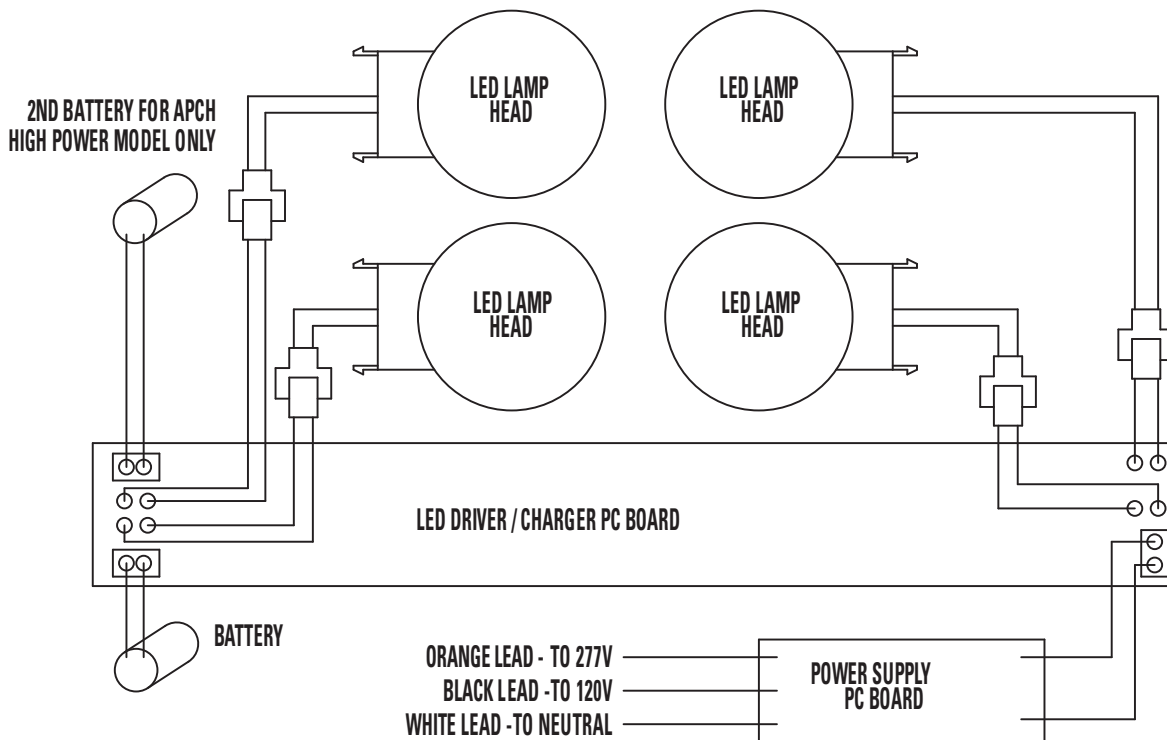 LED LAMP
HEAD
LED LAMP
HEAD
2ND BATTERY FOR APCH
HIGH POWER MODEL ONLY
LED LAMP
HEAD
LED LAMP
HEAD
LED DRIVER / CHARGER PC BOARD
BATTERY
ORANGE LEAD - TO 277V
BLACK LEAD -TO 120V
WHITE LEAD -TO NEUTRAL
POWER SUPPLY
PC BOARD